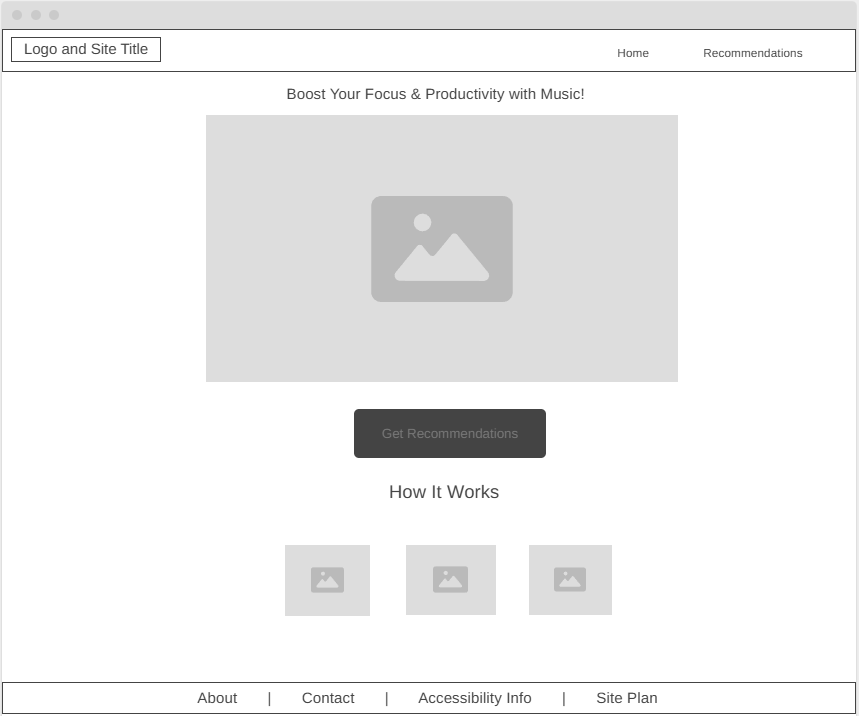 Logo and Site Title
Home Recommendations
Boost Your Focus & Productivity with Music!
Get Recommendations
How It Works
About | Contact | Accessibility Info | Site Plan